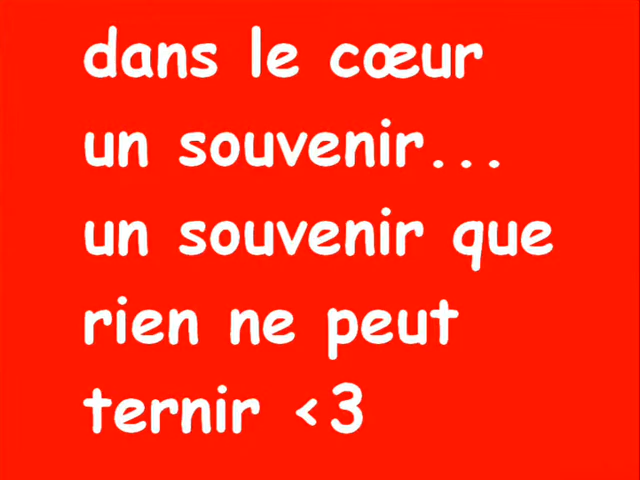 dans le cœur
un souvenir...
un souvenir que
rien ne peut
ternir <3